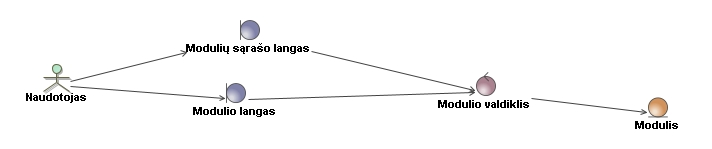 Modulių sąrašo langas
Naudotojas
Modulio langas
Modulio valdiklis
Modulis